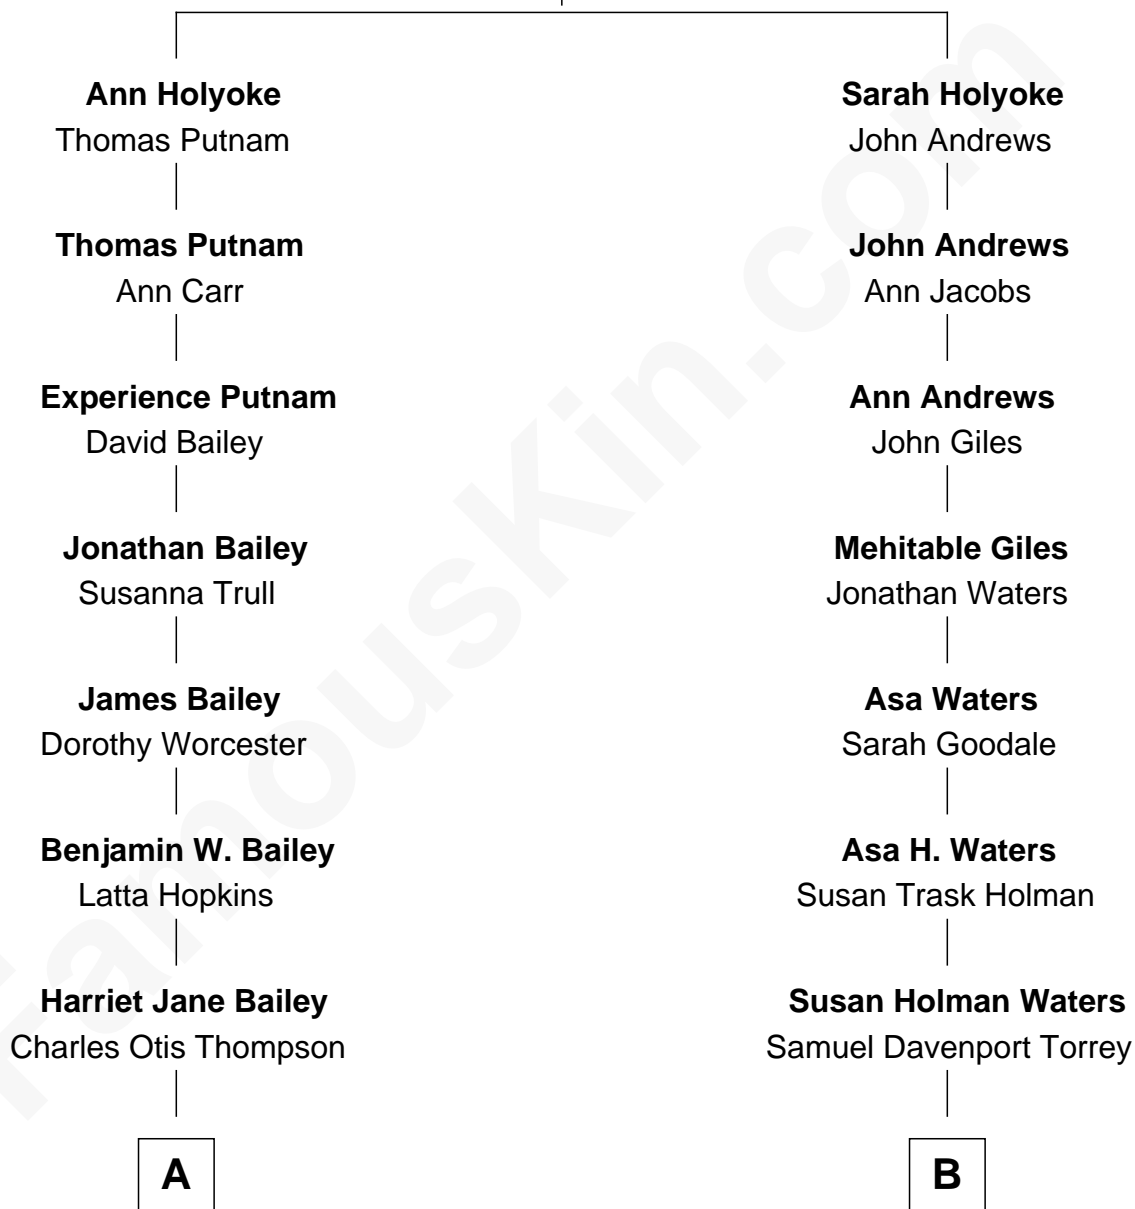 Ann Holyoke
Thomas Putnam
Thomas Putnam
Ann Carr
Experience Putnam
David Bailey
Jonathan Bailey
Susanna Trull
James Bailey
Dorothy Worcester
Benjamin W. Bailey
Latta Hopkins
Harriet Jane Bailey
Charles Otis Thompson
A
Sarah Holyoke
John Andrews
John Andrews
Ann Jacobs
Ann Andrews
John Giles
Mehitable Giles
Jonathan Waters
Asa Waters
Sarah Goodale
Asa H. Waters
Susan Trask Holman
Susan Holman Waters
Samuel Davenport Torrey
B
FamousKin.com